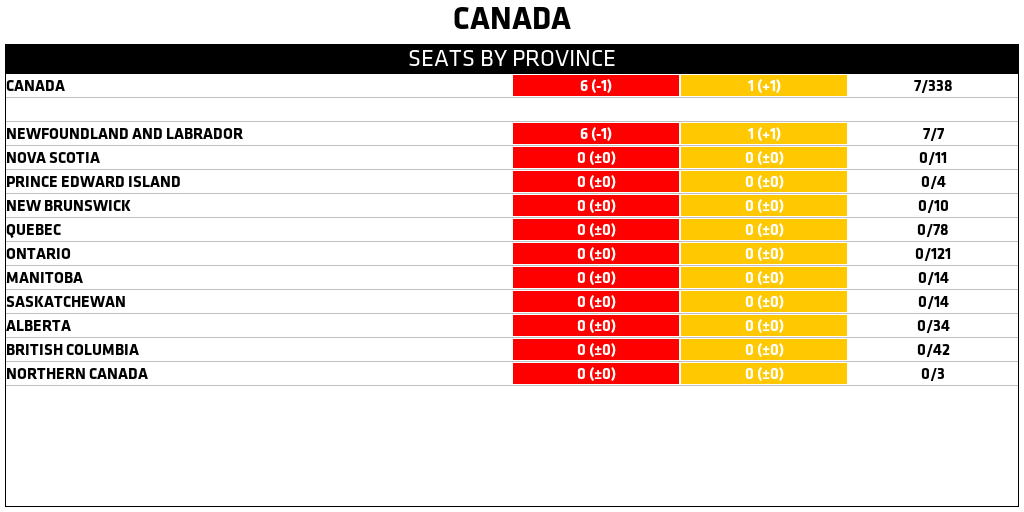 CANADA
SEATS BY PROVINCE
CANADA 6 (-1) 1 (+1) 7/338
NEWFOUNDLAND AND LABRADOR 6 (-1) 1 (+1) 7/7
NOVA SCOTIA 0 (±0) 0 (±0) 0/11
PRINCE EDWARD ISLAND 0 (±0) 0 (±0) 0/4
NEW BRUNSWICK 0 (±0) 0 (±0) 0/10
QUEBEC 0 (±0) 0 (±0) 0/78
ONTARIO 0 (±0) 0 (±0) 0/121
MANITOBA 0 (±0) 0 (±0) 0/14
SASKATCHEWAN 0 (±0) 0 (±0) 0/14
ALBERTA 0 (±0) 0 (±0) 0/34
BRITISH COLUMBIA 0 (±0) 0 (±0) 0/42
NORTHERN CANADA 0 (±0) 0 (±0) 0/3